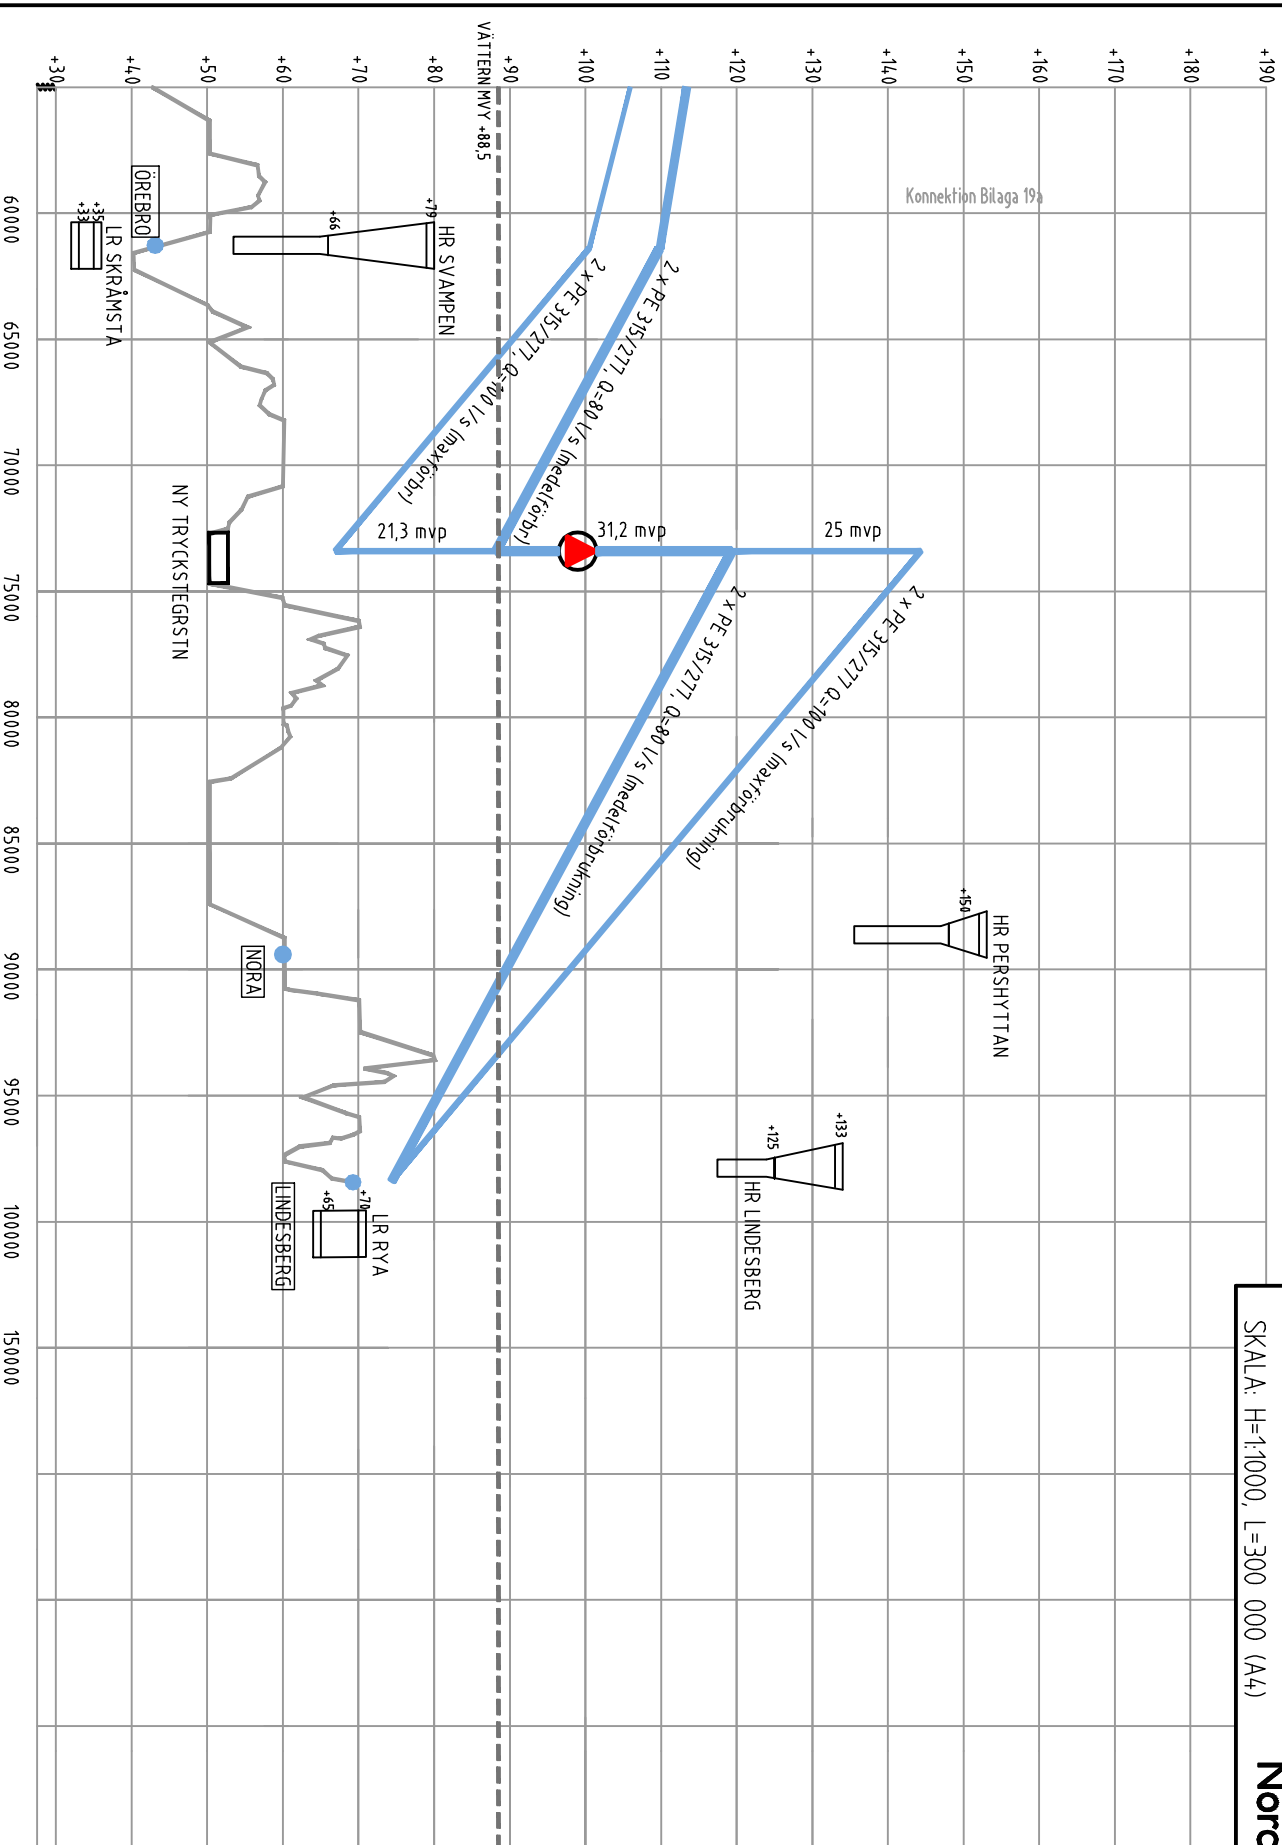 +190
+180
+170
+160
+150
+140
+130
+120
+110
+100
+90
+80
+70
+60
+50
+40
+30
VÄTTERN MVY +88,5
Konnektion Bilaga 19a
ÖREBRO
+35
+33
LR SKRÅMSTA
+79
+66
HR SVAMPEN
2 x PE 315/277, Q=100 l/s (maxförbr)
2 x PE 315/277, Q=80 l/s (medelförbr)
21,3 mvp
31,2 mvp
25 mvp
NY TRYCKSTEGRSTN
2 x PE 315/277, Q=80 l/s (medelförbrukning)
2 x PE 315/277 Q=100 l/s (maxförbrukning)
+150
HR PERSHYTTAN
NORA
+133
+125
HR LINDESBERG
+70
+65
LR RYA
LINDESBERG
60000
65000
70000
75000
80000
85000
90000
95000
100000
150000
SKALA: H=1:1000, L=300 000 (A4)